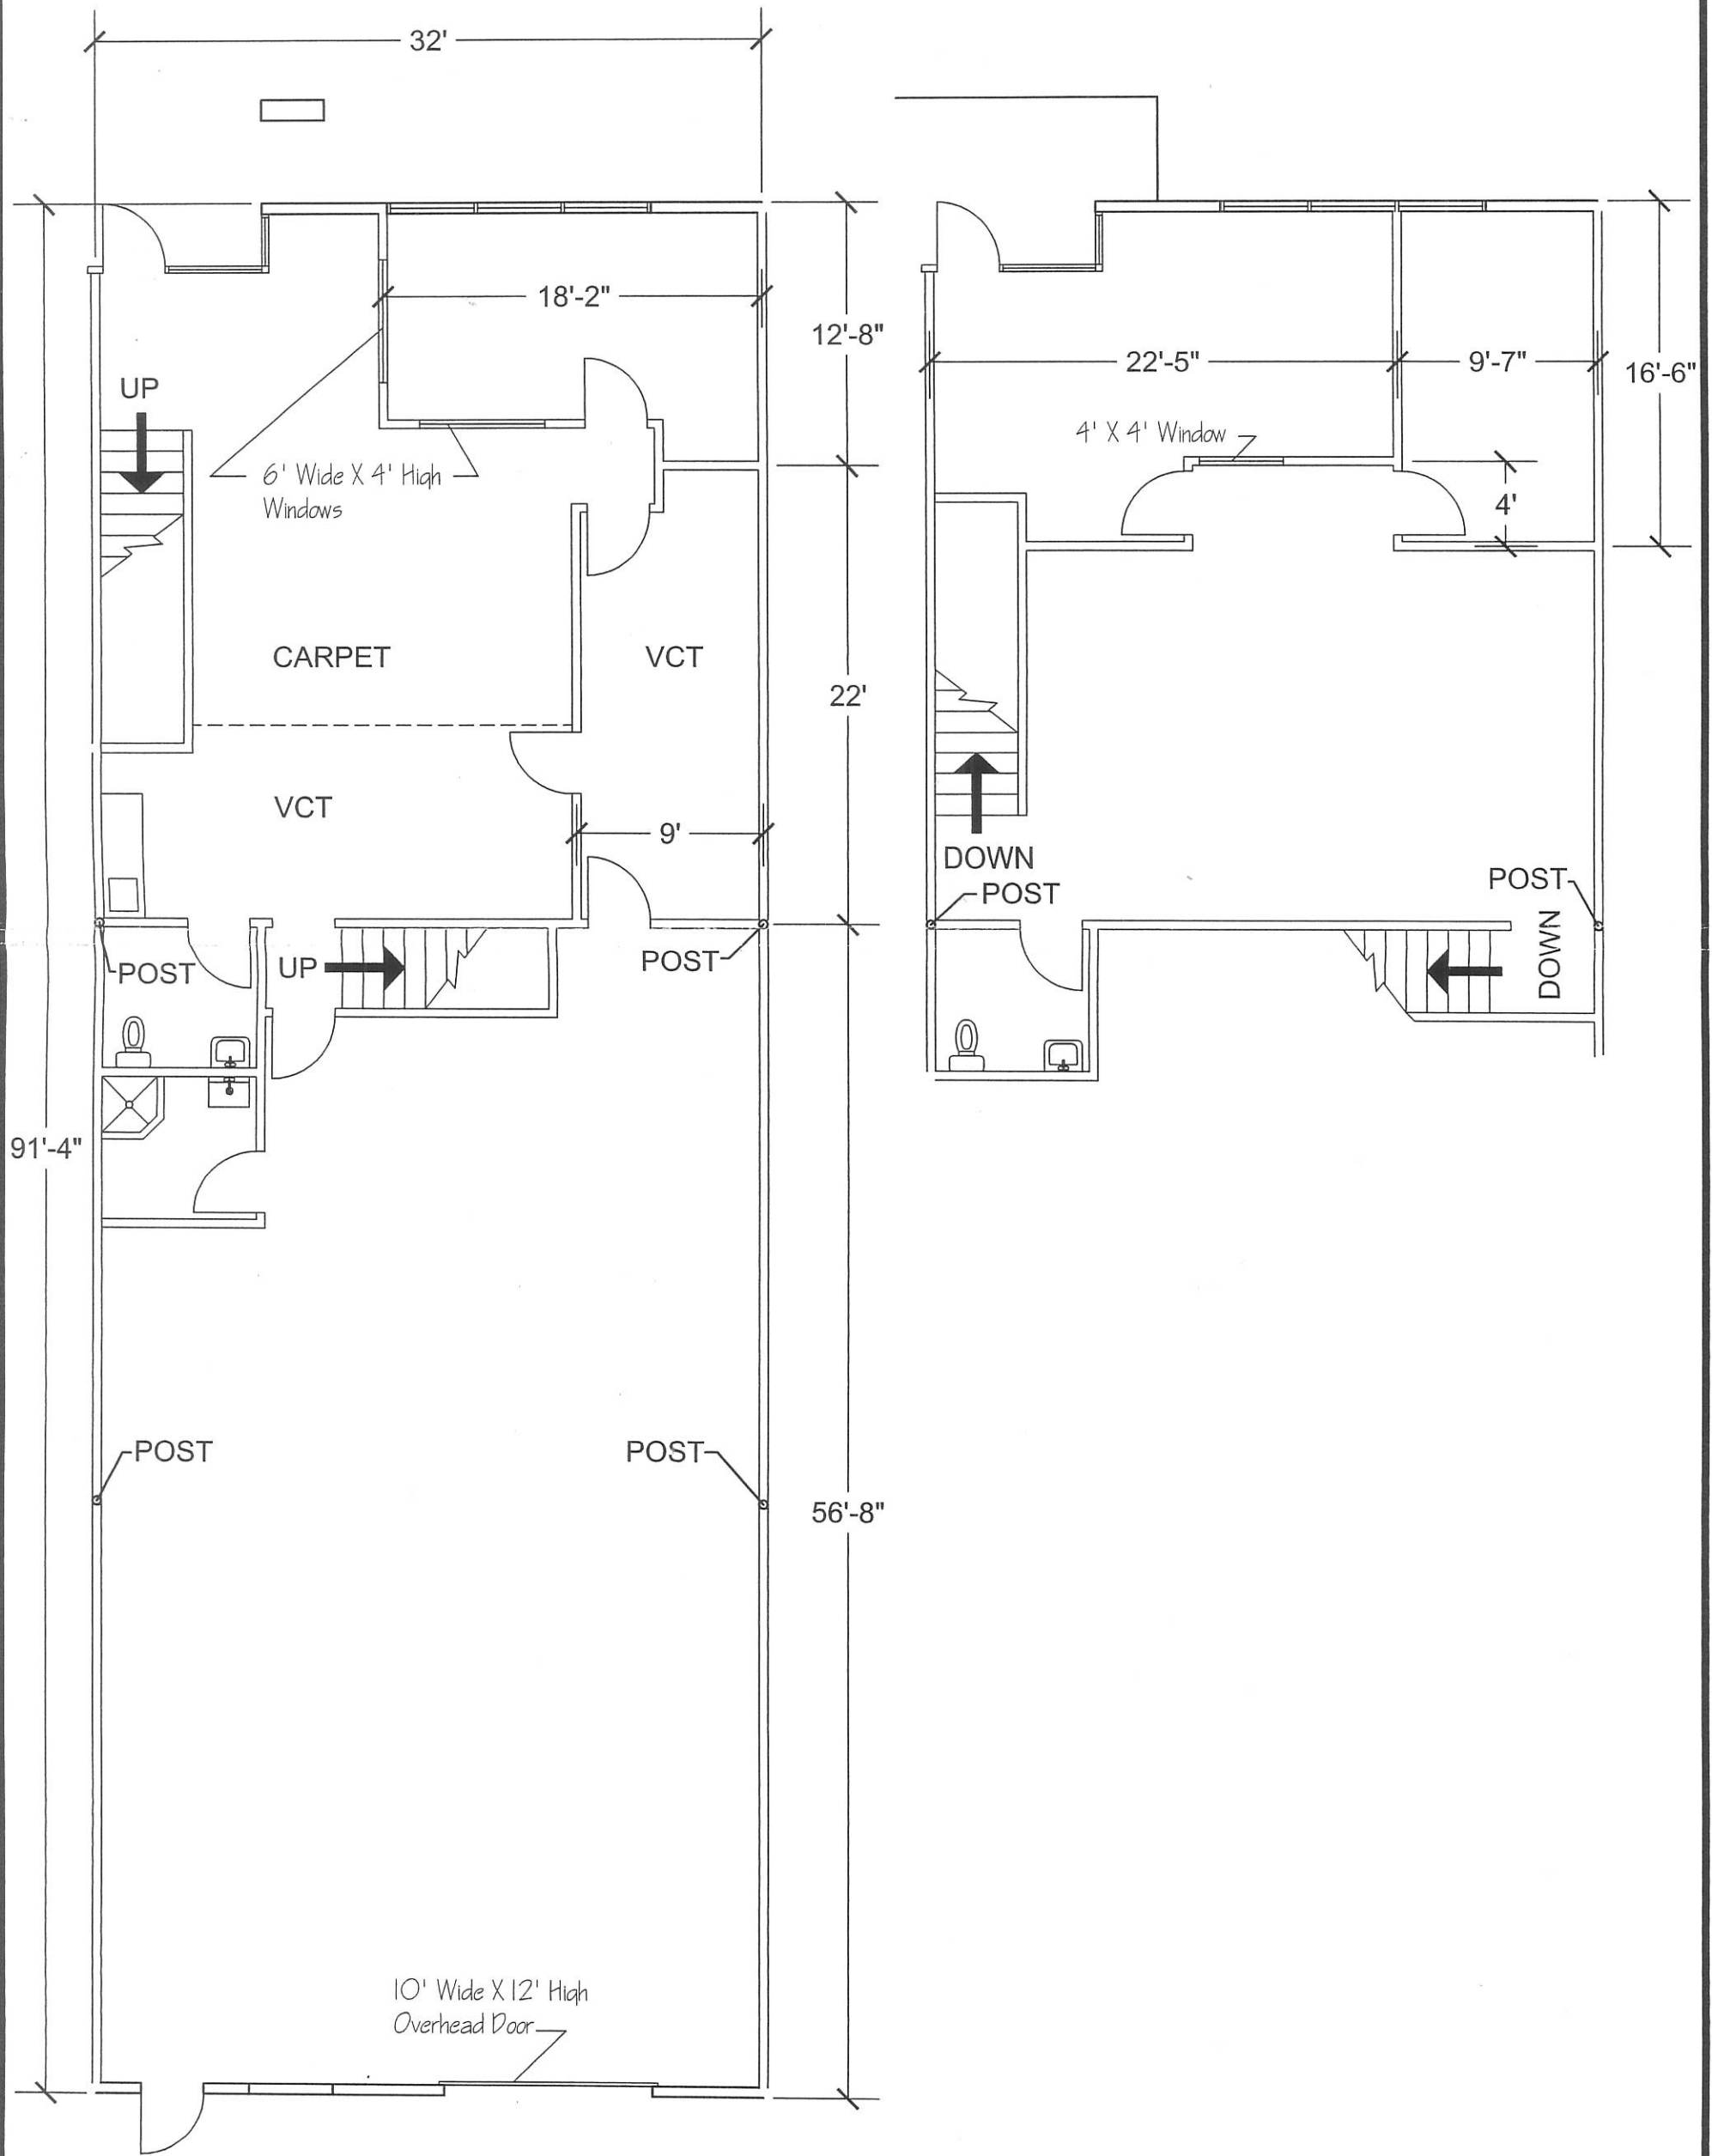 32'
18'-2"
12'-8"
22'-5"
9'-7"
16'-6"
UP
4' X 4' Window
6' Wide X 4' High
Windows
4'
CARPET
VCT
22'
VCT
9'
DOWN
POST
POST
DOWN
POST
UP
POST
91'-4"
POST
POST
56'-8"
10' Wide X 12' High
Overhead Door